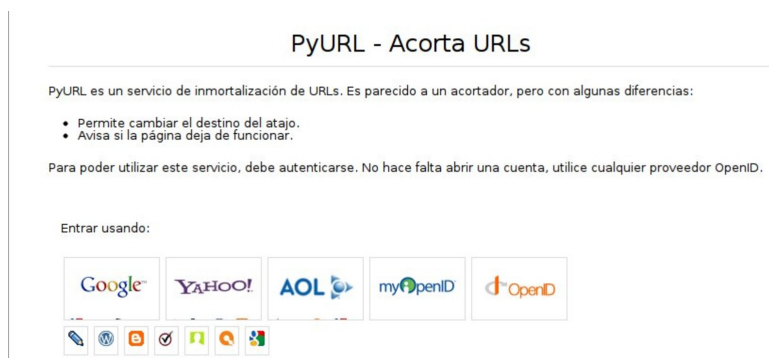 PyURL - Acorta URLs
PyURL es un servicio de inmortalización de URLs. Es parecido a un acortador, pero con algunas diferencias:
• Permite cambiar el destino del atajo.
• Avisa si la página deja de funcionar.
Para poder utilizar este servicio, debe autenticarse. No hace falta abrir una cuenta, utilice cualquier proveedor OpenID.
Entrar usando:
Google™ YAHOO! AOL myOpenID OpenID